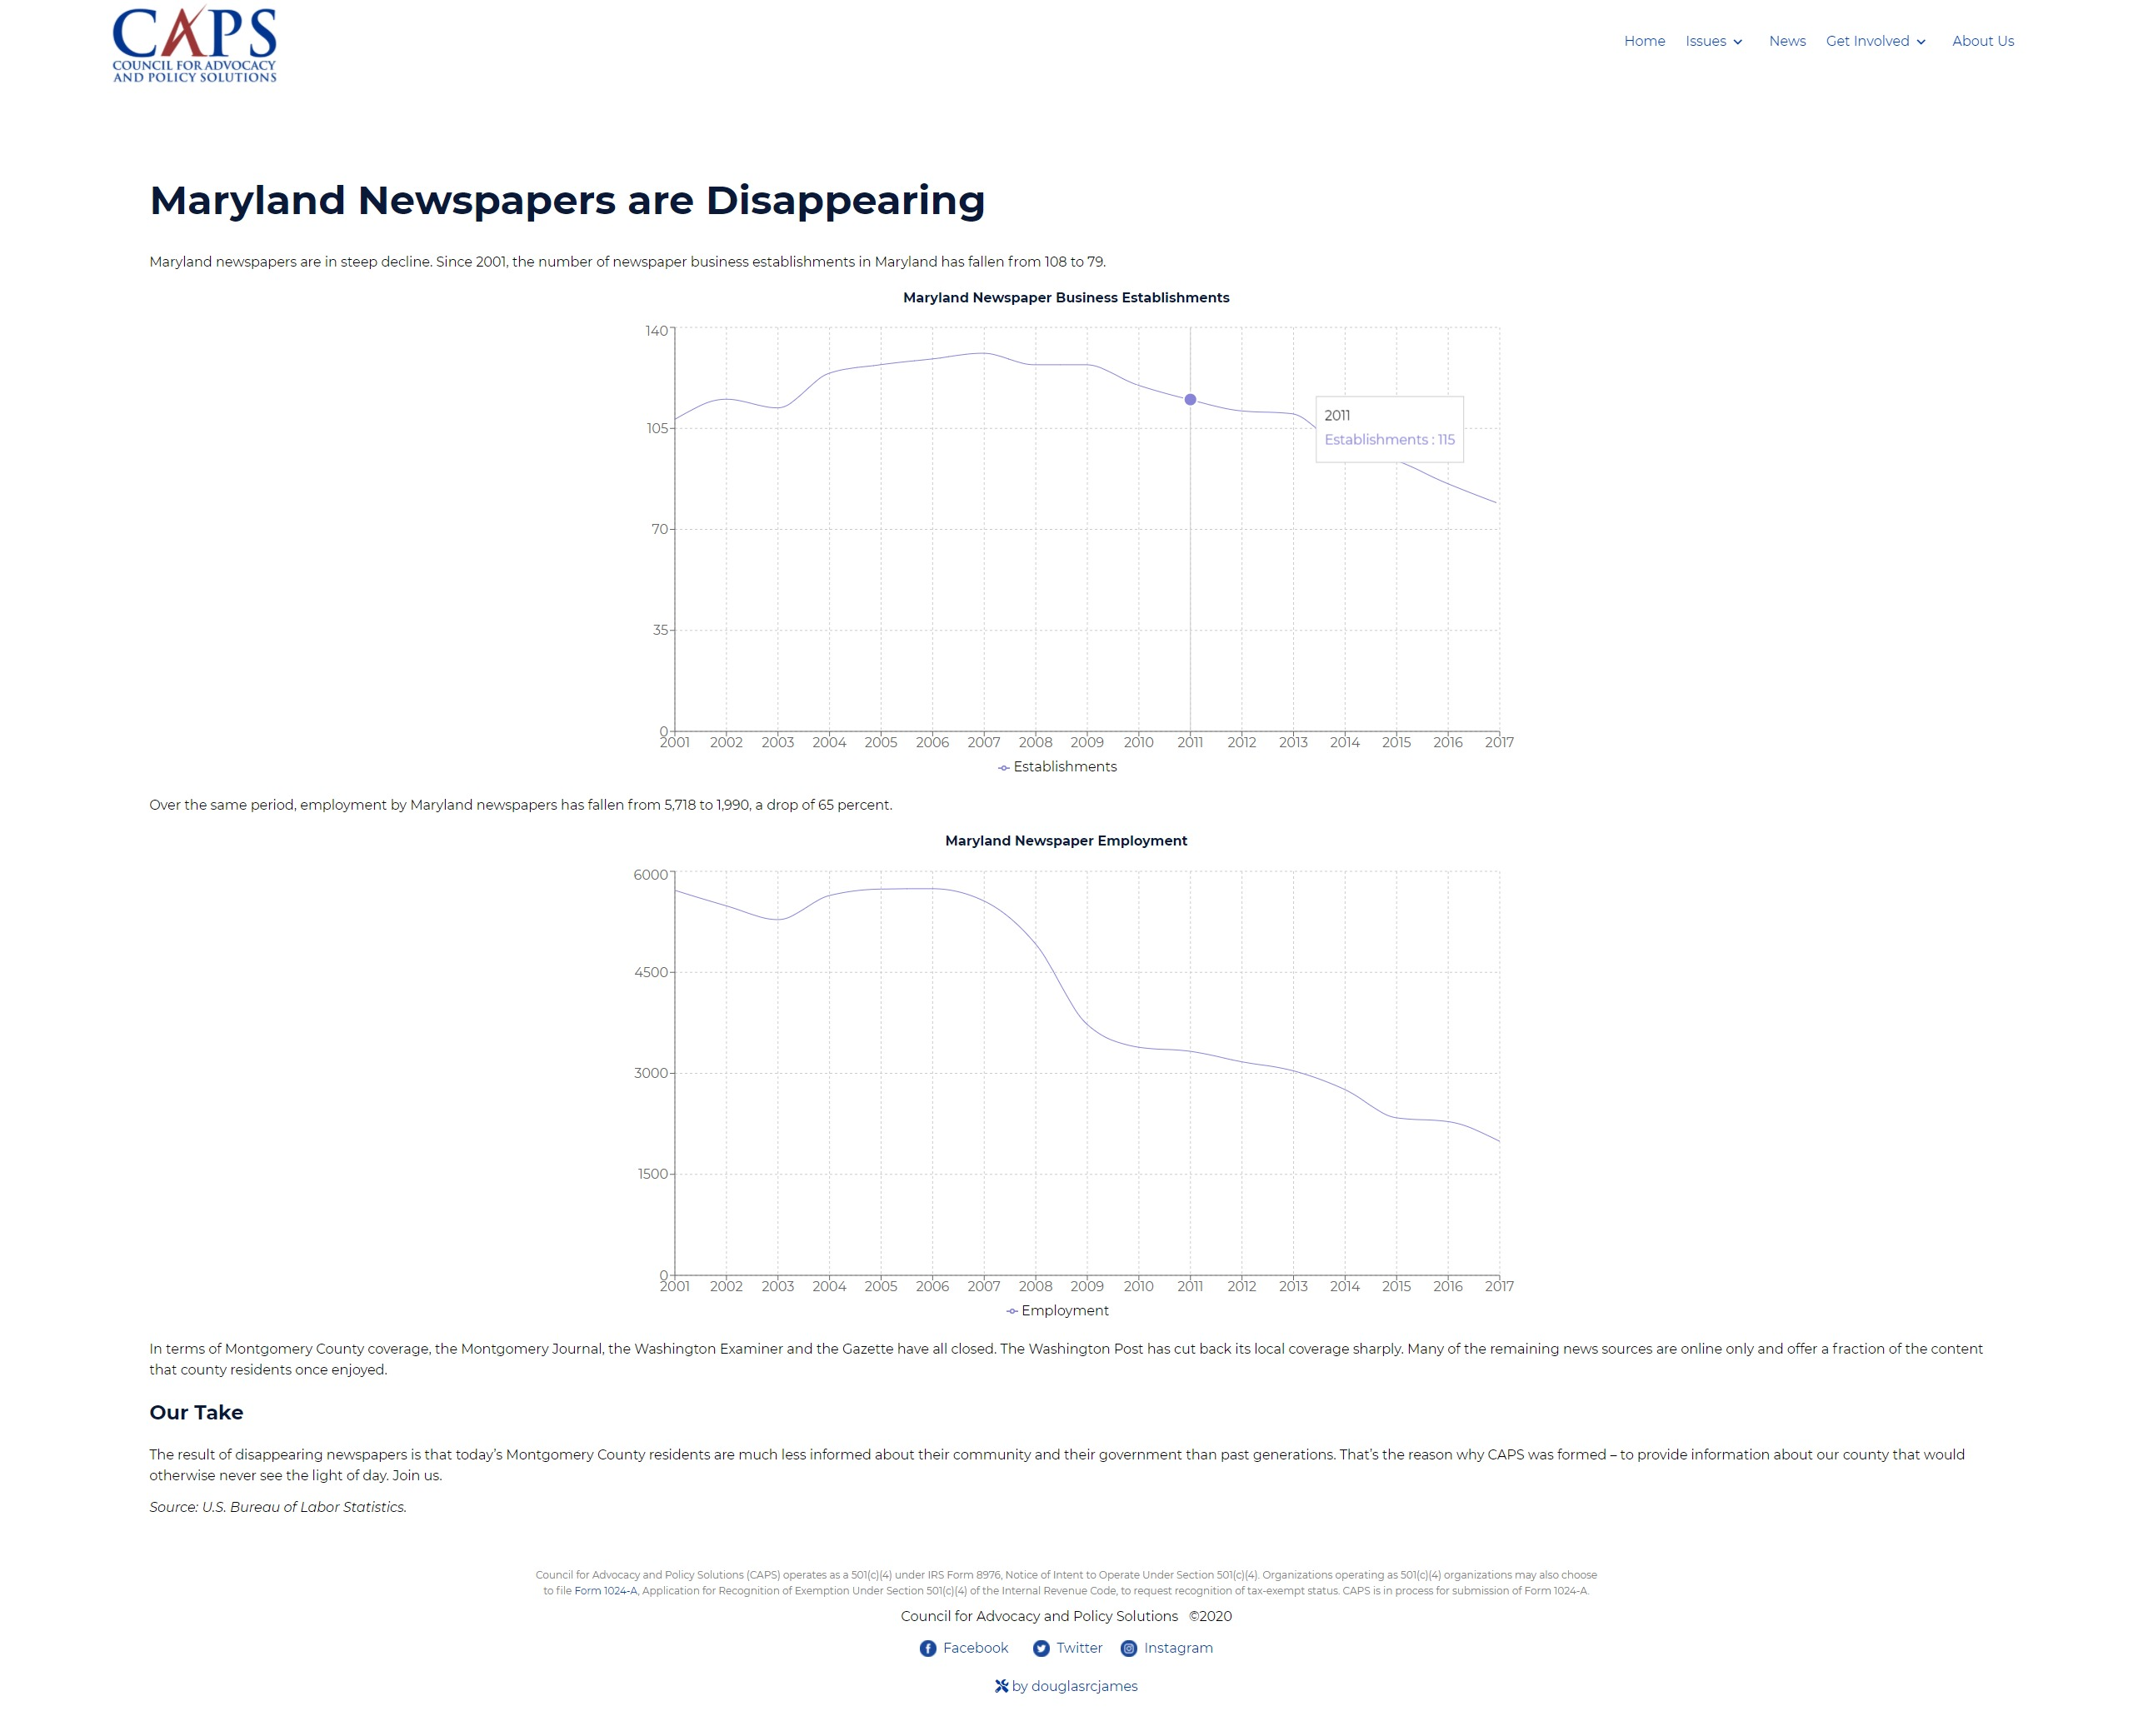 CAPS
COUNCIL FOR ADVOCACY
AND POLICY SOLUTIONS
Home Issues News Get Involved About Us
Maryland Newspapers are Disappearing
Maryland newspapers are in steep decline. Since 2001, the number of newspaper business establishments in Maryland has fallen from 108 to 79.
Maryland Newspaper Business Establishments
140
105
70
35
0
2011
Establishments : 115
2001 2002 2003 2004 2005 2006 2007 2008 2009 2010 2011 2012 2013 2014 2015 2016 2017
Establishments
Over the same period, employment by Maryland newspapers has fallen from 5,718 to 1,990, a drop of 65 percent.
Maryland Newspaper Employment
6000
4500
3000
1500
0
2001 2002 2003 2004 2005 2006 2007 2008 2009 2010 2011 2012 2013 2014 2015 2016 2017
Employment
In terms of Montgomery County coverage, the Montgomery Journal, the Washington Examiner and the Gazette have all closed. The Washington Post has cut back its local coverage sharply. Many of the remaining news sources are online only and offer a fraction of the content
that county residents once enjoyed.
Our Take
The result of disappearing newspapers is that today's Montgomery County residents are much less informed about their community and their government than past generations. That's the reason why CAPS was formed – to provide information about our county that would
otherwise never see the light of day. Join us.
Source: U.S. Bureau of Labor Statistics.
Council for Advocacy and Policy Solutions (CAPS) operates as a 501(c)(4) under IRS Form 8976, Notice of Intent to Operate Under Section 501(c)(4). Organizations operating as 501(c)(4) organizations may also choose
to file Form 1024-A, Application for Recognition of Exemption Under Section 501(c)(4) of the Internal Revenue Code, to request recognition of tax-exempt status. CAPS is in process for submission of Form 1024-A.
Council for Advocacy and Policy Solutions ©2020
Facebook Twitter Instagram
by douglasrcjames